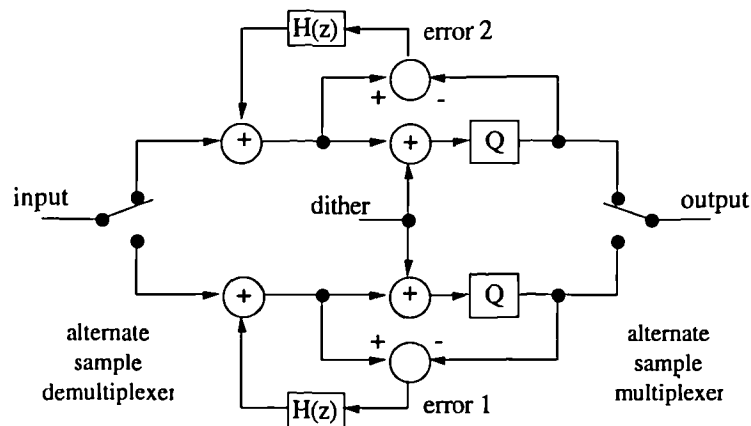 H(z)
error 2
+
-
+
+
Q
input
dither
output
+
+
Q
+
-
alternate
sample
demultiplexer
H(z)
error 1
alternate
sample
multiplexer